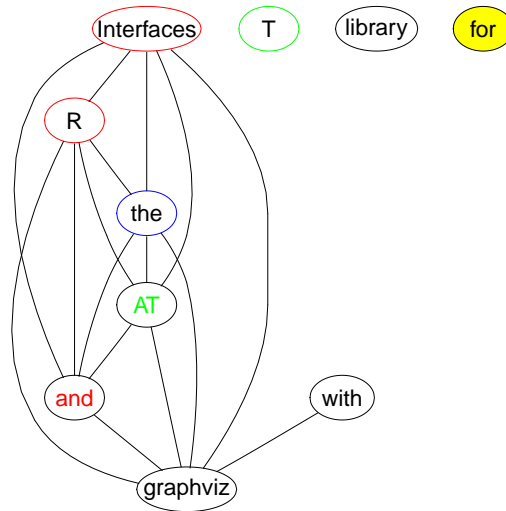 Interfaces T library for
R
the
AT
and with
graphviz